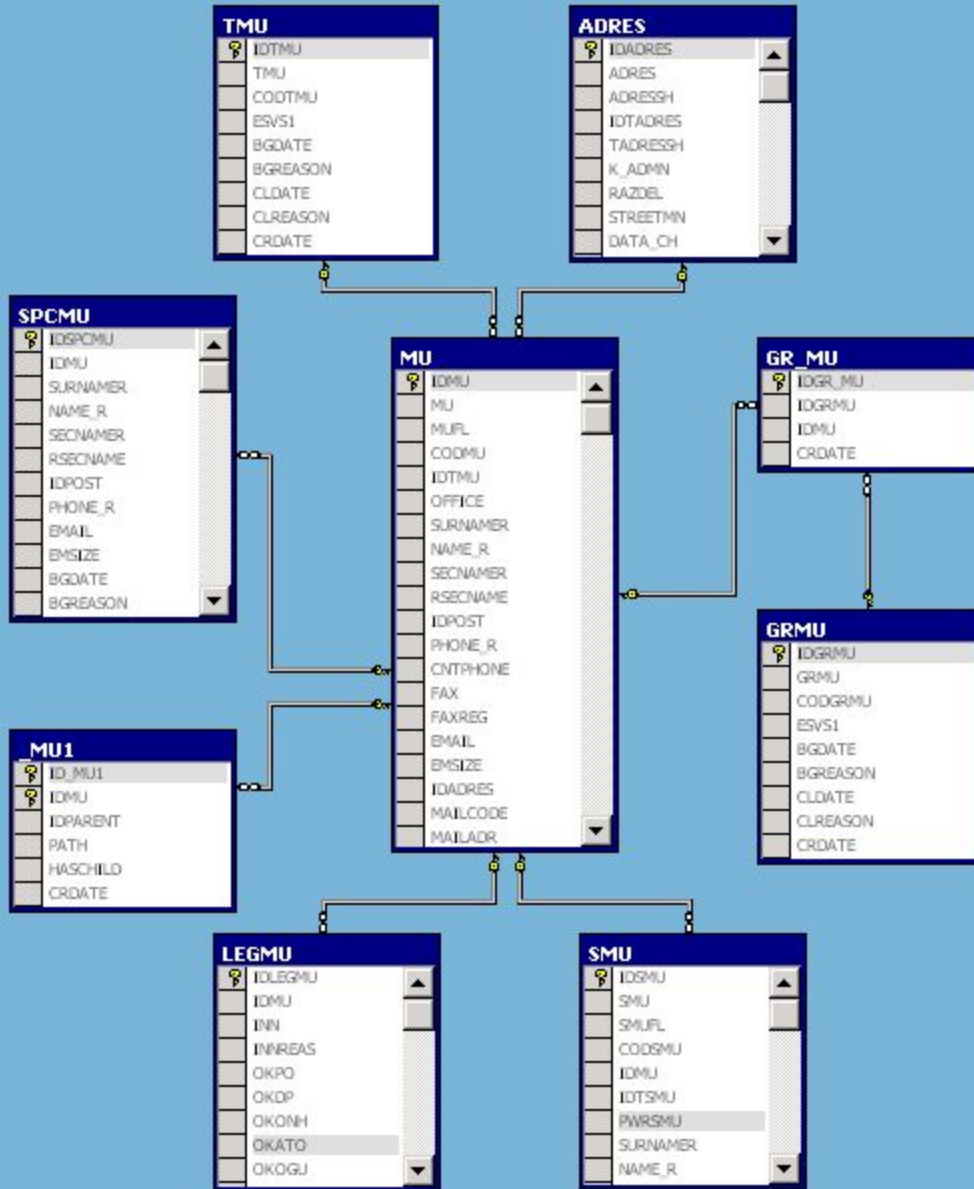 TMU
IDTMU
TMU
CODTMU
ESVS1
BGDATE
BGREASON
CLDATE
CLREASON
CRDATE
ADRES
IDADRES
ADRES
ADRESSH
IDTADRES
TADRESSH
K_ADMN
RAZDEL
STREETMN
DATA_CH
SPCMU
IDSPCMU
IDMU
SURNAMER
NAME_R
SECNAMER
RSECNAME
IDPOST
PHONE_R
EMAIL
EMSIZE
BGDATE
BGREASON
MU
IDMU
MU
MUFL
CODMU
IDTMU
OFFICE
SURNAMER
NAME_R
SECNAMER
RSECNAME
IDPOST
PHONE_R
CNTPHONE
FAX
FAXREG
EMAIL
EMSIZE
IDADRES
MAILCODE
MAILADR
GR_MU
IDGR_MU
IDGRMU
IDMU
CRDATE
GRMU
IDGRMU
GRMU
CODGRMU
ESVS1
BGDATE
BGREASON
CLDATE
CLREASON
CRDATE
_MU1
ID_MU1
IDMU
IDPARENT
PATH
HASCHILD
CRDATE
LEGMU
IDLEGMU
IDMU
INN
INNREAS
OKPO
OKDP
OKONH
OKATO
OKOGU
SMU
IDSMU
SMU
SMUFL
CODSMU
IDMU
IDTSMU
PWRSMU
SURNAMER
NAME_R